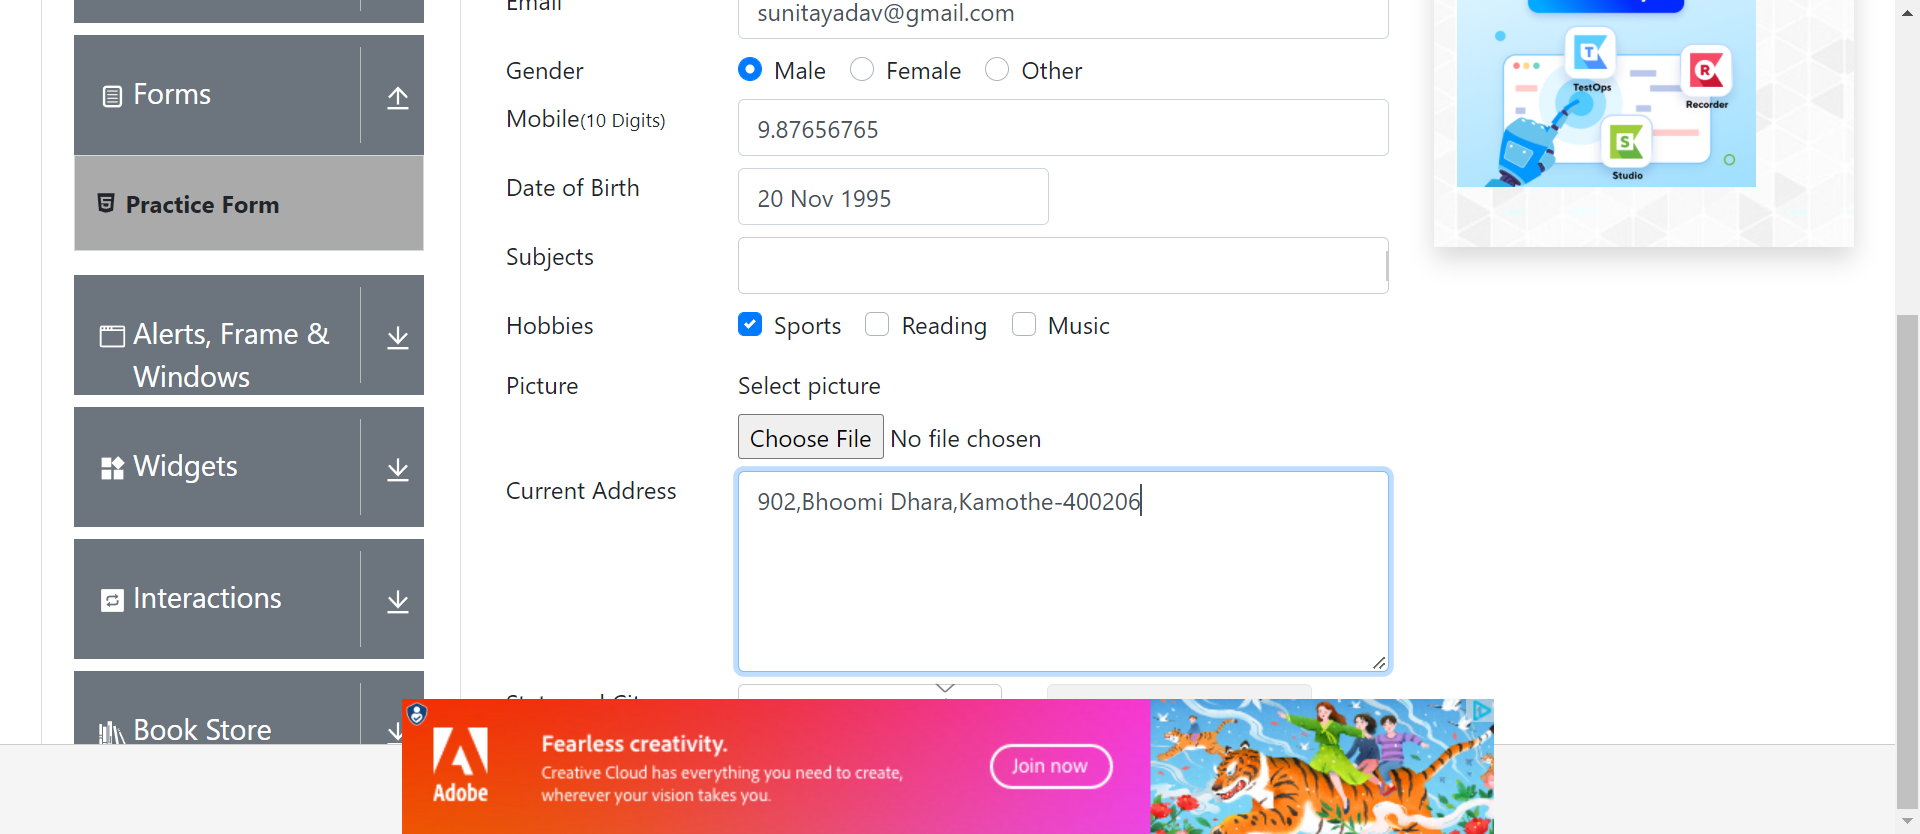 Email
sunitayadav@gmail.com
Gender
Male
Female
Other
Mobile(10 Digits)
9.87656765
Date of Birth
20 Nov 1995
Subjects
Hobbies
Sports
Reading
Music
Picture
Select picture
Choose File
No file chosen
Current Address
902,Bhoomi Dhara,Kamothe-400206
Forms
Practice Form
Alerts, Frame &
Windows
Widgets
Interactions
Book Store
TestOps
Recorder
Studio
Adobe
Fearless creativity.
Creative Cloud has everything you need to create,
wherever your vision takes you.
Join now